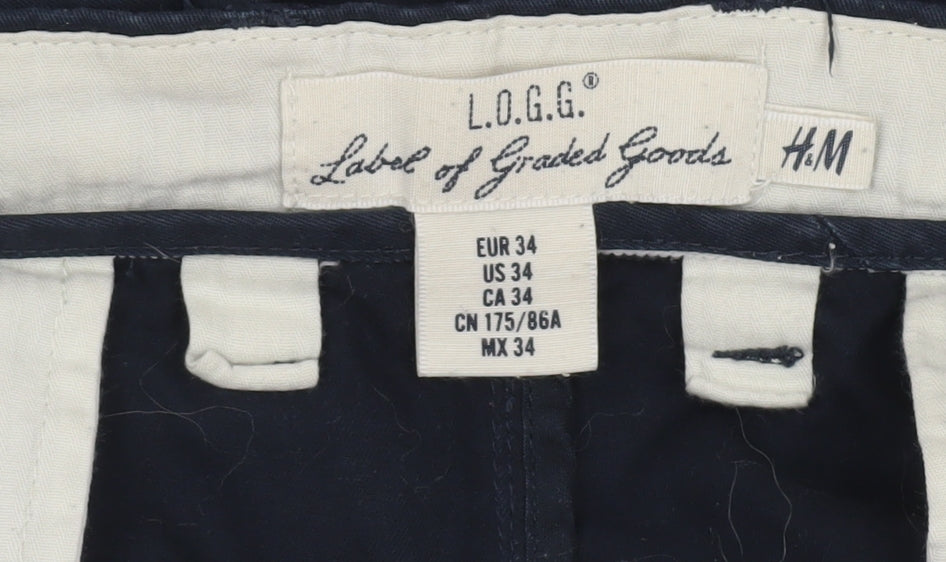 L.O.G.G.®
Label of Graded Goods
H&M
EUR 34
US 34
CA 34
CN 175/86A
MX 34